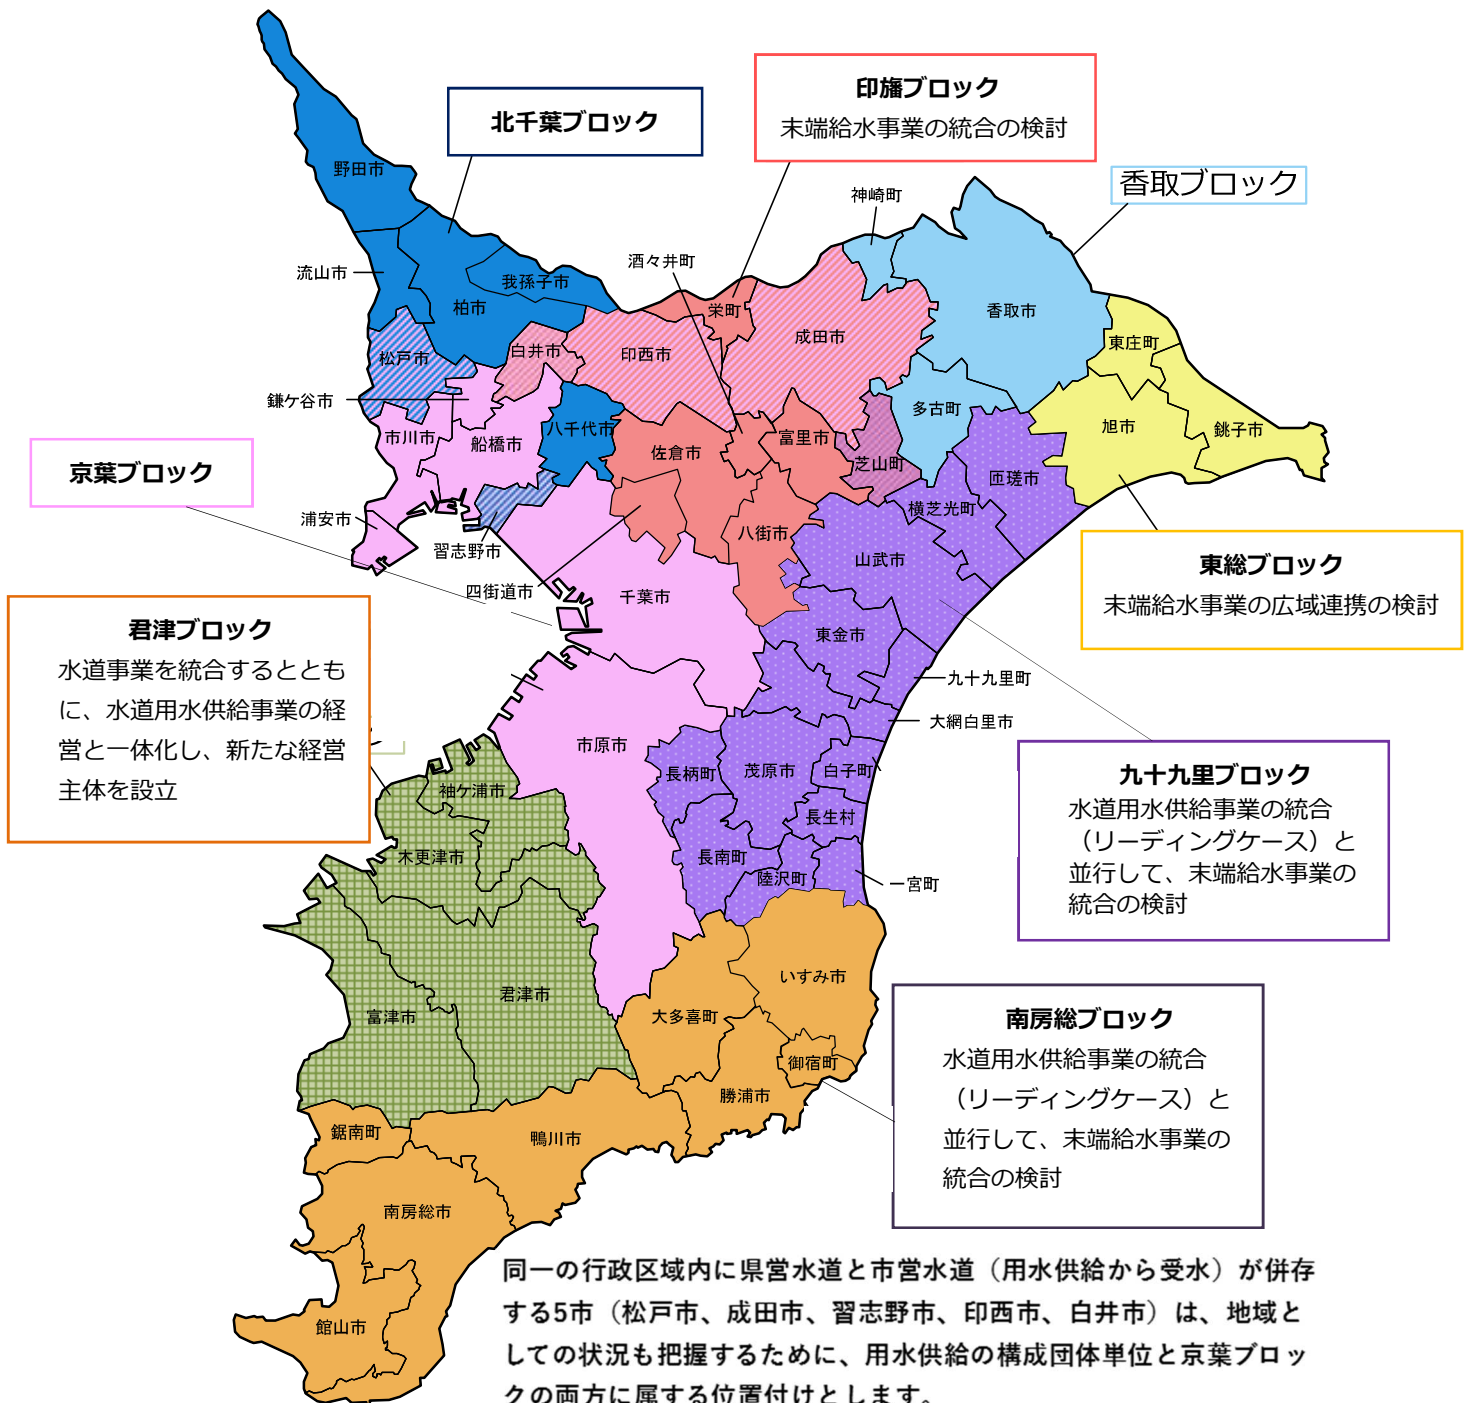 印旛ブロック
末端給水事業の統合の検討
北千葉ブロック
野田市
香取ブロック
神崎町
酒々井町
流山市
我孫子市
柏市
栄町
成田市
香取市
東庄町
松戸市
白井市
印西市
鎌ケ谷市
多古町
旭市
銚子市
市川市
船橋市
八千代市
佐倉市
富里市
芝山町
匝瑳市
京葉ブロック
浦安市
習志野市
八街市
横芝光町
山武市
四街道市
千葉市
東総ブロック
末端給水事業の広域連携の検討
君津ブロック
水道事業を統合するととも
に、水道用水供給事業の経
営と一体化し、新たな経営
主体を設立
東金市
九十九里町
大網白里市
市原市
長柄町
茂原市
白子町
九十九里ブロック
水道用水供給事業の統合
（リーディングケース）と
並行して、末端給水事業の
統合の検討
袖ケ浦市
長生村
木更津市
長南町
陸沢町
一宮町
いすみ市
君津市
富津市
大多喜町
南房総ブロック
水道用水供給事業の統合
（リーディングケース）と
並行して、末端給水事業の
統合の検討
御宿町
勝浦市
鋸南町
鴨川市
南房総市
館山市
同一の行政区域内に県営水道と市営水道（用水供給から受水）が併存
する5市（松戸市、成田市、習志野市、印西市、白井市）は、地域と
しての状況も把握するために、用水供給の構成団体単位と京葉ブロッ
クの両方に属する位置付けとします。